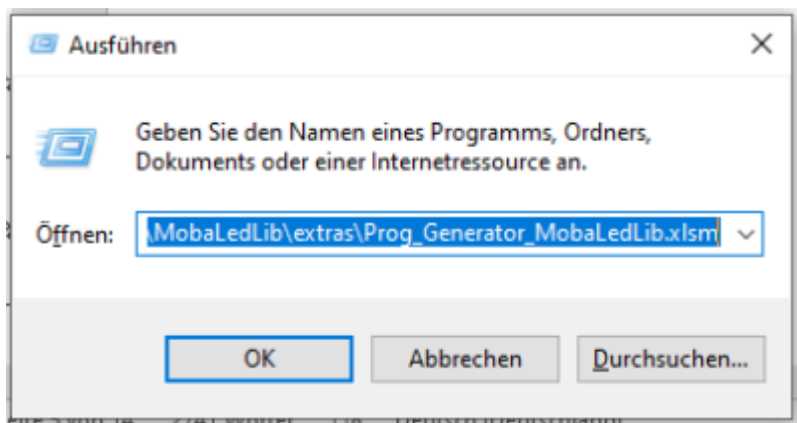 Ausführen
Geben Sie den Namen eines Programms, Ordners,
Dokuments oder einer Internetressource an.
Öffnen: \MobaLedLib\extras\Prog_Generator_MobaLedLib.xlsm
OK Abbrechen Durchsuchen...